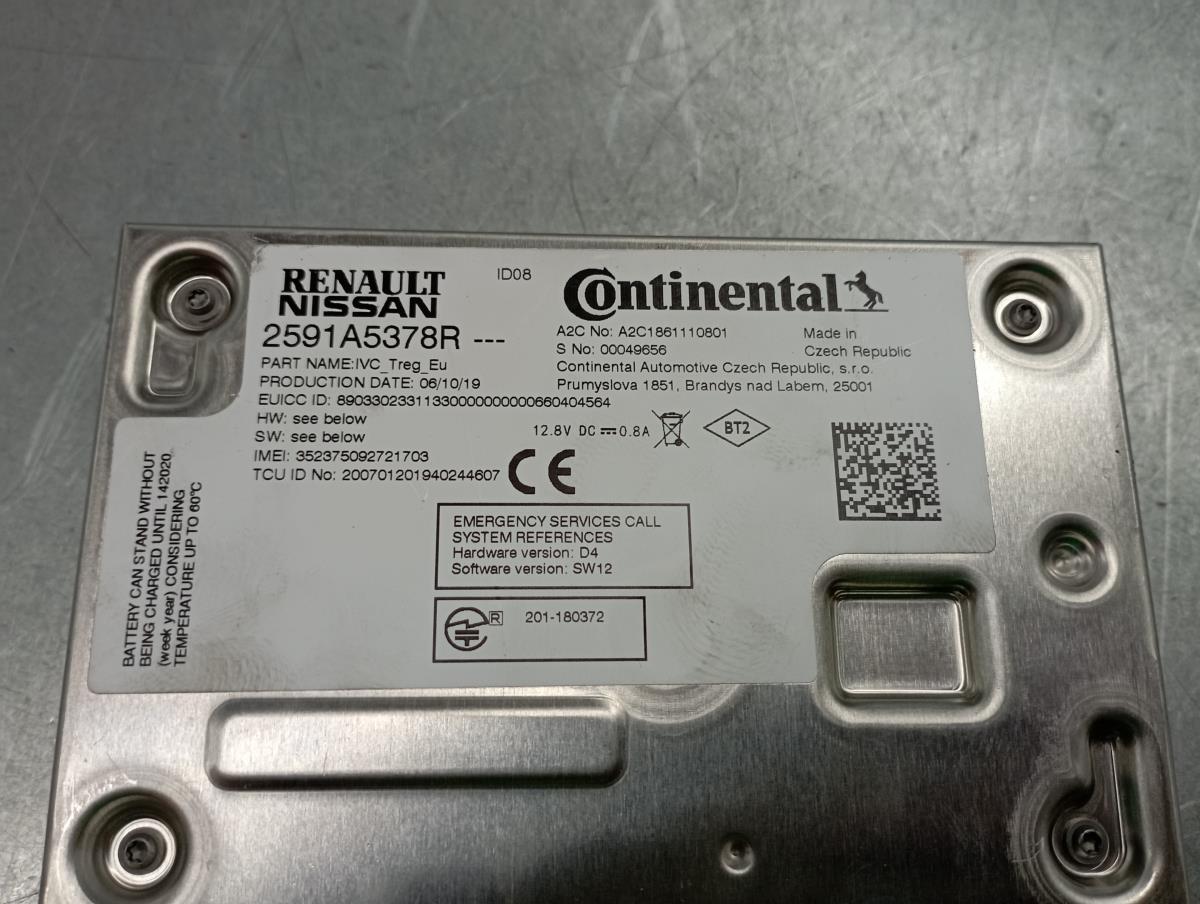 RENAULT
NISSAN
ID08
Continental
2591A5378R ---
A2C No: A2C1861110801
Made in
S No: 00049656
Czech Republic
PART NAME:IVC_Treg_Eu
Continental Automotive Czech Republic, s.r.o.
PRODUCTION DATE: 06/10/19
Prumyslova 1851, Brandys nad Labem, 25001
EUICC ID: 89033023311330000000000660404564
HW: see below
12.8V DC ⎓ 0.8A
BT2
SW: see below
IMEI: 352375092721703
TCU ID No: 200701201940244607
CE
EMERGENCY SERVICES CALL
SYSTEM REFERENCES
Hardware version: D4
Software version: SW12
R 201-180372
BATTERY CAN STAND WITHOUT
BEING CHARGED UNTIL 142020
(week year) CONSIDERING
TEMPERATURE UP TO 60°C